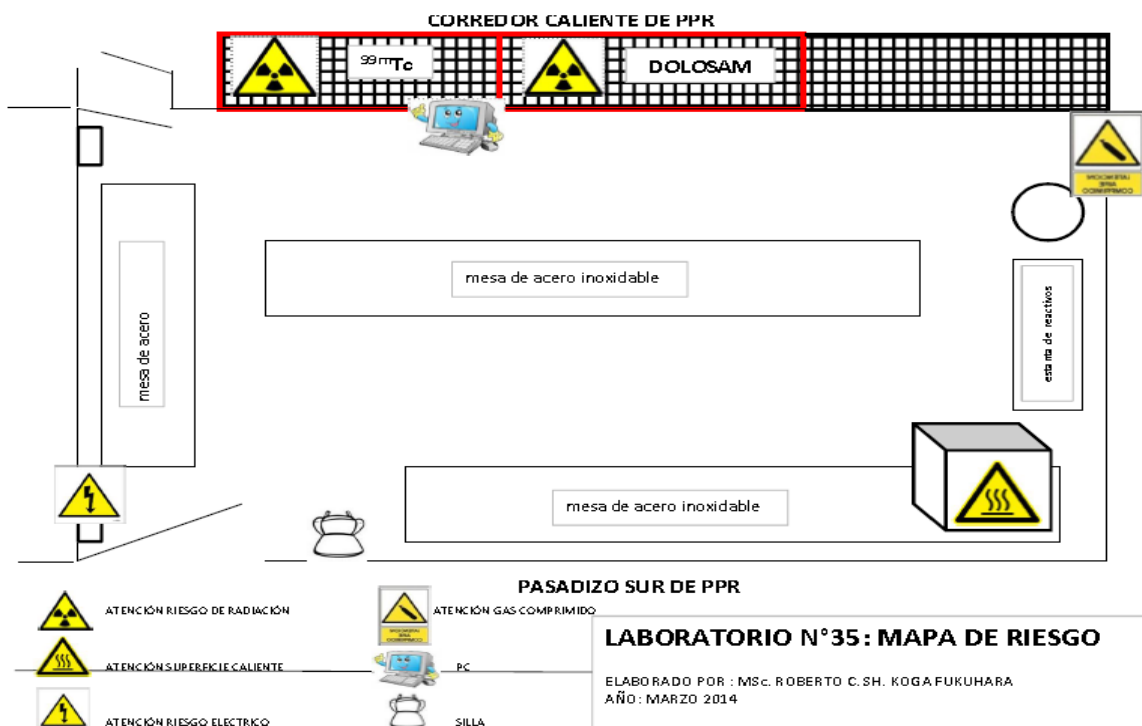 CORREDOR CALIENTE DE PPR
99mTc
DOLOSAM
mesa de acero inoxidable
mesa de acero
estante de reactivos
mesa de acero inoxidable
PASADIZO SUR DE PPR
ATENCIÓN RIESGO DE RADIACIÓN
ATENCIÓN GAS COMPRIMIDO
ATENCIÓN SUPERFICIE CALIENTE
PC
ATENCIÓN RIESGO ELECTRICO
SILLA
LABORATORIO N°35: MAPA DE RIESGO
ELABORADO POR : MSc. ROBERTO C. SH. KOGA FUKUHARA
AÑO: MARZO 2014